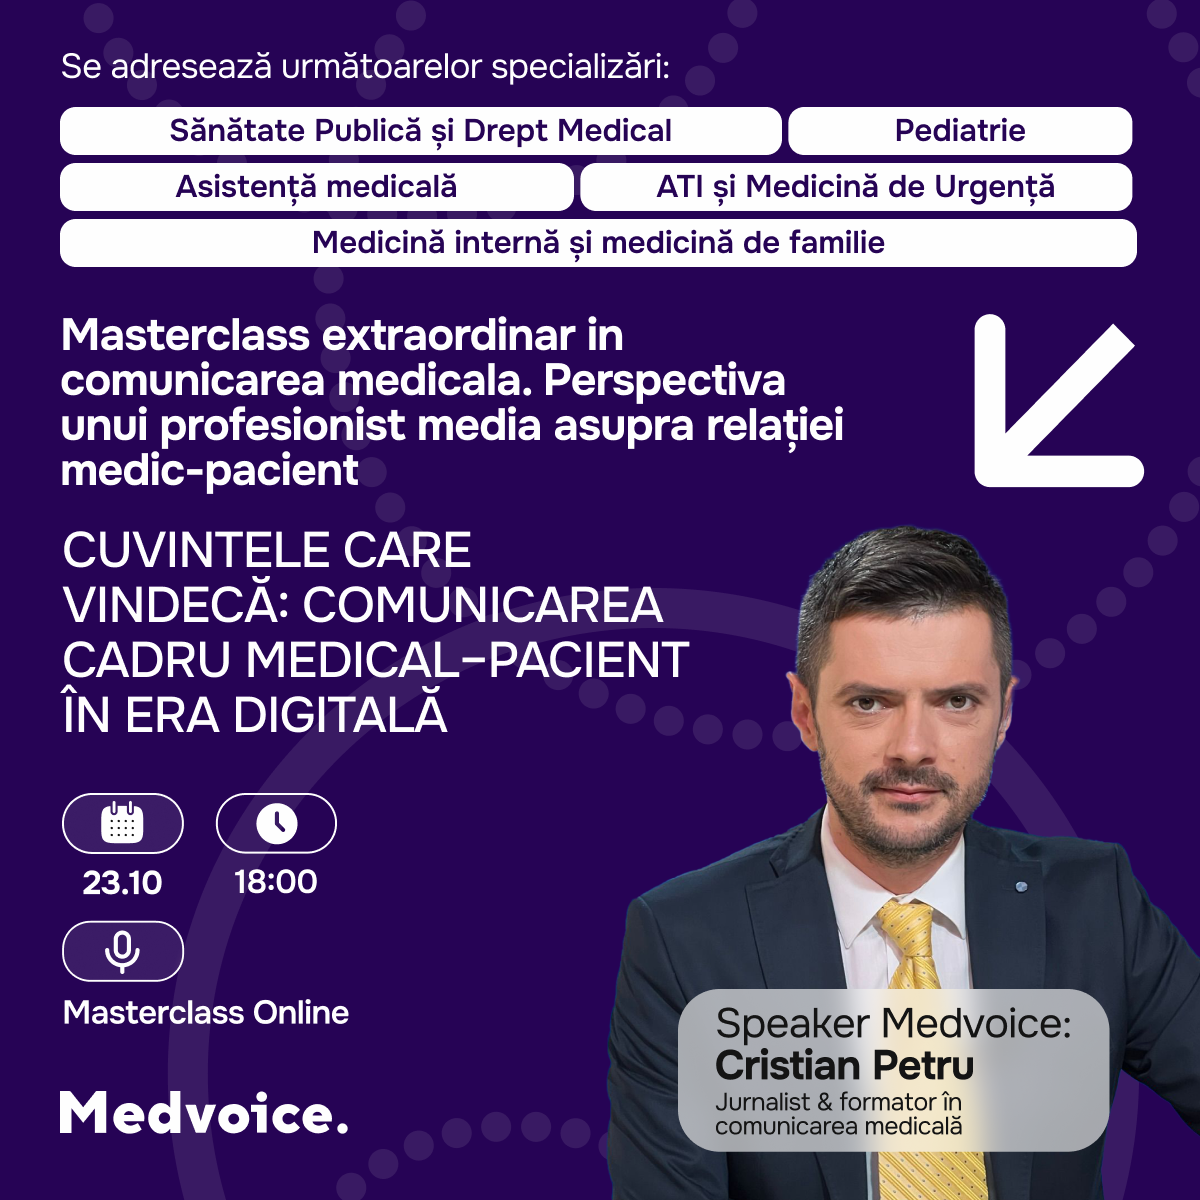 Se adresează următoarelor specializări:
Sănătate Publică și Drept Medical
Pediatrie
Asistență medicală
ATI și Medicină de Urgență
Medicină internă și medicină de familie
Masterclass extraordinar in
comunicarea medicala. Perspectiva
unui profesionist media asupra relației
medic-pacient
CUVINTELE CARE
VINDECĂ: COMUNICAREA
CADRU MEDICAL–PACIENT
ÎN ERA DIGITALĂ
23.10
18:00
Masterclass Online
Medvoice.
Speaker Medvoice:
Cristian Petru
Jurnalist & formator în
comunicarea medicală